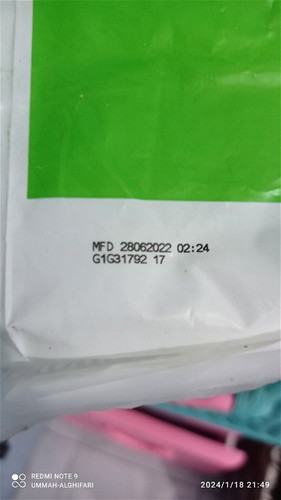 MFD 28062022 02:24
G1G31792 17
REDMI NOTE 9
UMMAH-ALGHIFARI
2024/1/18 21:49